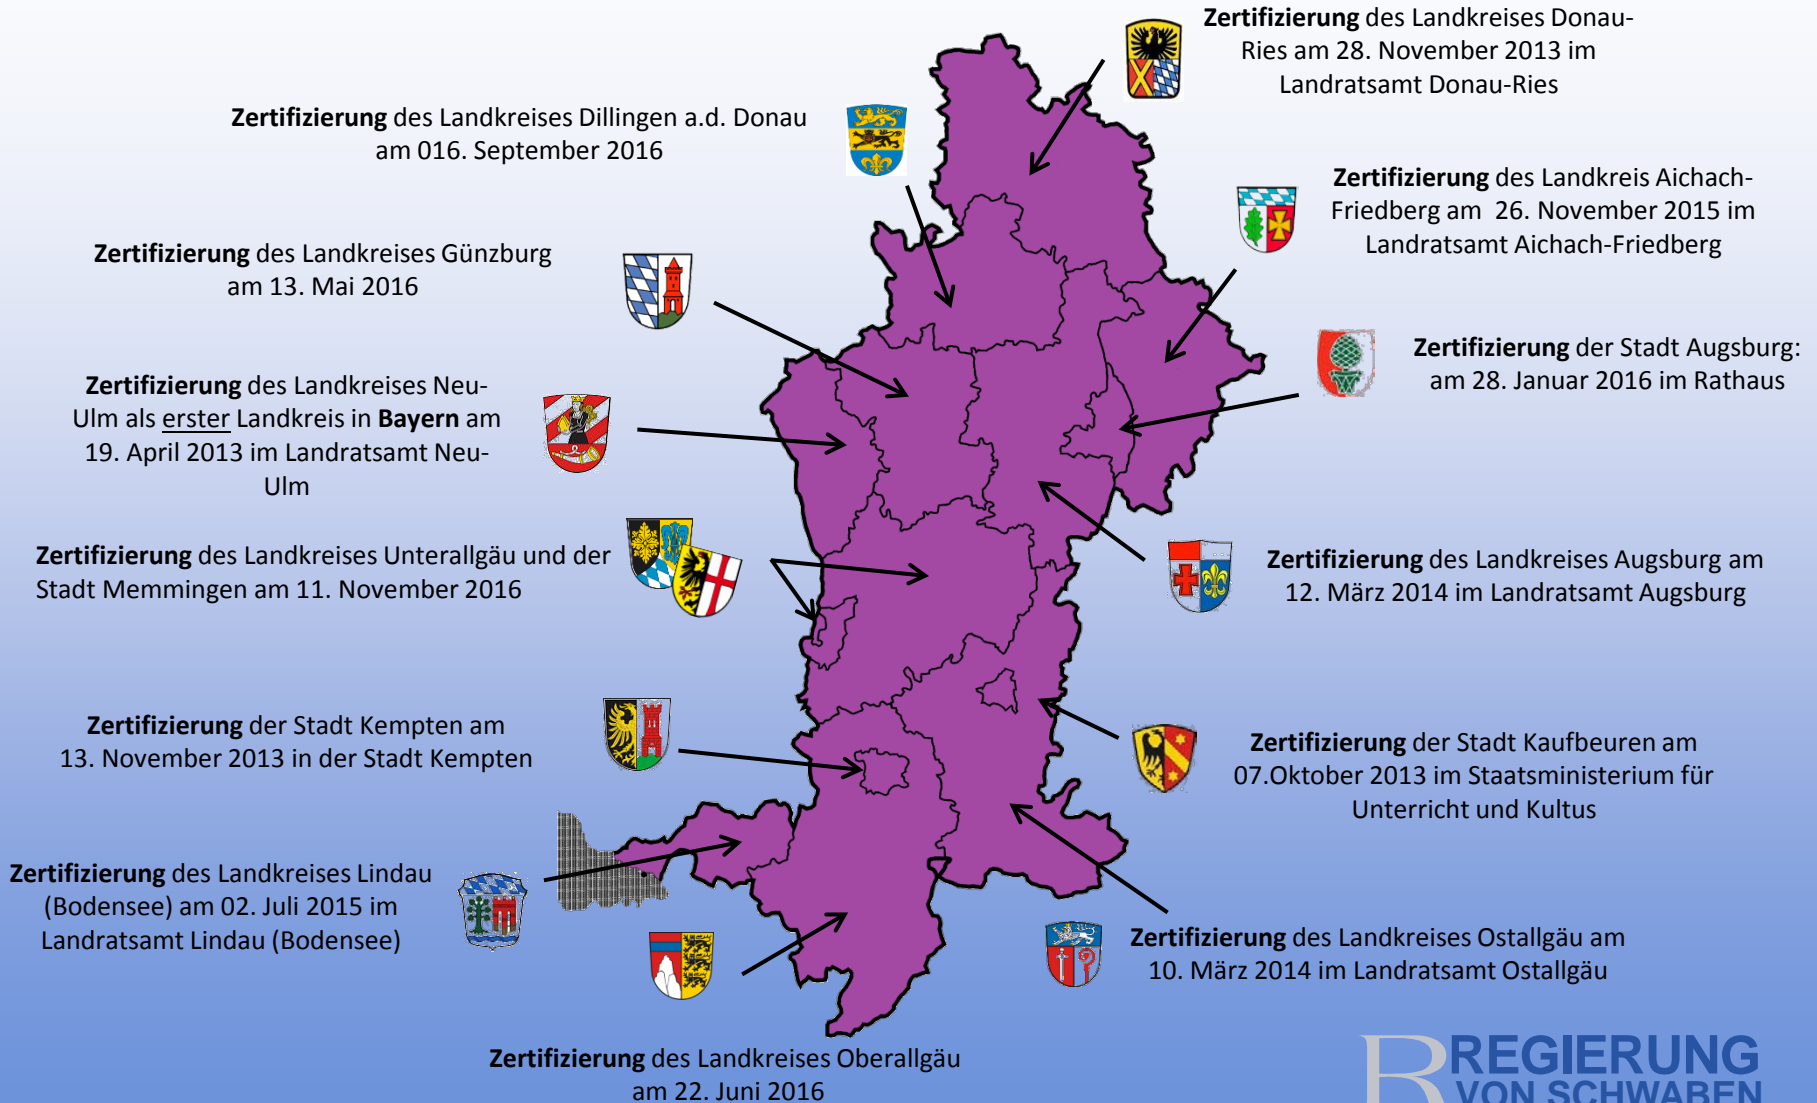 Zertifizierung des Landkreises Donau-
Ries am 28. November 2013 im
Landratsamt Donau-Ries
Zertifizierung des Landkreises Dillingen a.d. Donau
am 016. September 2016
Zertifizierung des Landkreis Aichach-
Friedberg am 26. November 2015 im
Landratsamt Aichach-Friedberg
Zertifizierung des Landkreises Günzburg
am 13. Mai 2016
Zertifizierung der Stadt Augsburg:
am 28. Januar 2016 im Rathaus
Zertifizierung des Landkreises Neu-
Ulm als erster Landkreis in Bayern am
19. April 2013 im Landratsamt Neu-
Ulm
Zertifizierung des Landkreises Unterallgäu und der
Stadt Memmingen am 11. November 2016
Zertifizierung des Landkreises Augsburg am
12. März 2014 im Landratsamt Augsburg
Zertifizierung der Stadt Kempten am
13. November 2013 in der Stadt Kempten
Zertifizierung der Stadt Kaufbeuren am
07.Oktober 2013 im Staatsministerium für
Unterricht und Kultus
Zertifizierung des Landkreises Lindau
(Bodensee) am 02. Juli 2015 im
Landratsamt Lindau (Bodensee)
Zertifizierung des Landkreises Ostallgäu am
10. März 2014 im Landratsamt Ostallgäu
Zertifizierung des Landkreises Oberallgäu
am 22. Juni 2016
R REGIERUNG
VON SCHWABEN